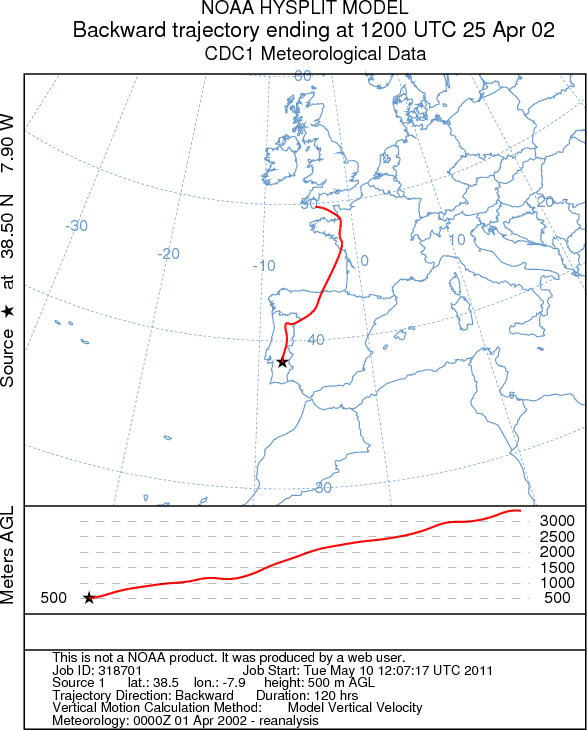 NOAA HYSPLIT MODEL
Backward trajectory ending at 1200 UTC 25 Apr 02
CDC1 Meteorological Data
Source ★ at 38.50 N 7.90 W
60
50
-30
-20
-10
0
10
20
40
30
Meters AGL
500
3000
2500
2000
1500
1000
500
This is not a NOAA product. It was produced by a web user.
Job ID: 318701 Job Start: Tue May 10 12:07:17 UTC 2011
Source 1 lat.: 38.5 lon.: -7.9 height: 500 m AGL
Trajectory Direction: Backward Duration: 120 hrs
Vertical Motion Calculation Method: Model Vertical Velocity
Meteorology: 0000Z 01 Apr 2002 - reanalysis